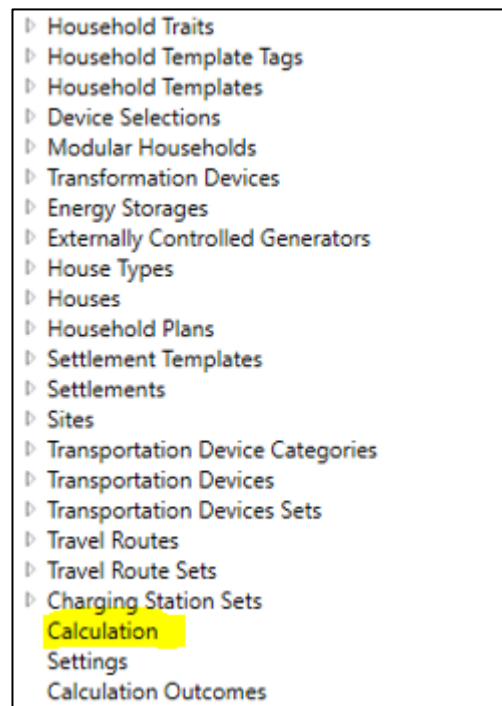 Household Traits
Household Template Tags
Household Templates
Device Selections
Modular Households
Transformation Devices
Energy Storages
Externally Controlled Generators
House Types
Houses
Household Plans
Settlement Templates
Settlements
Sites
Transportation Device Categories
Transportation Devices
Transportation Devices Sets
Travel Routes
Travel Route Sets
Charging Station Sets
Calculation
Settings
Calculation Outcomes